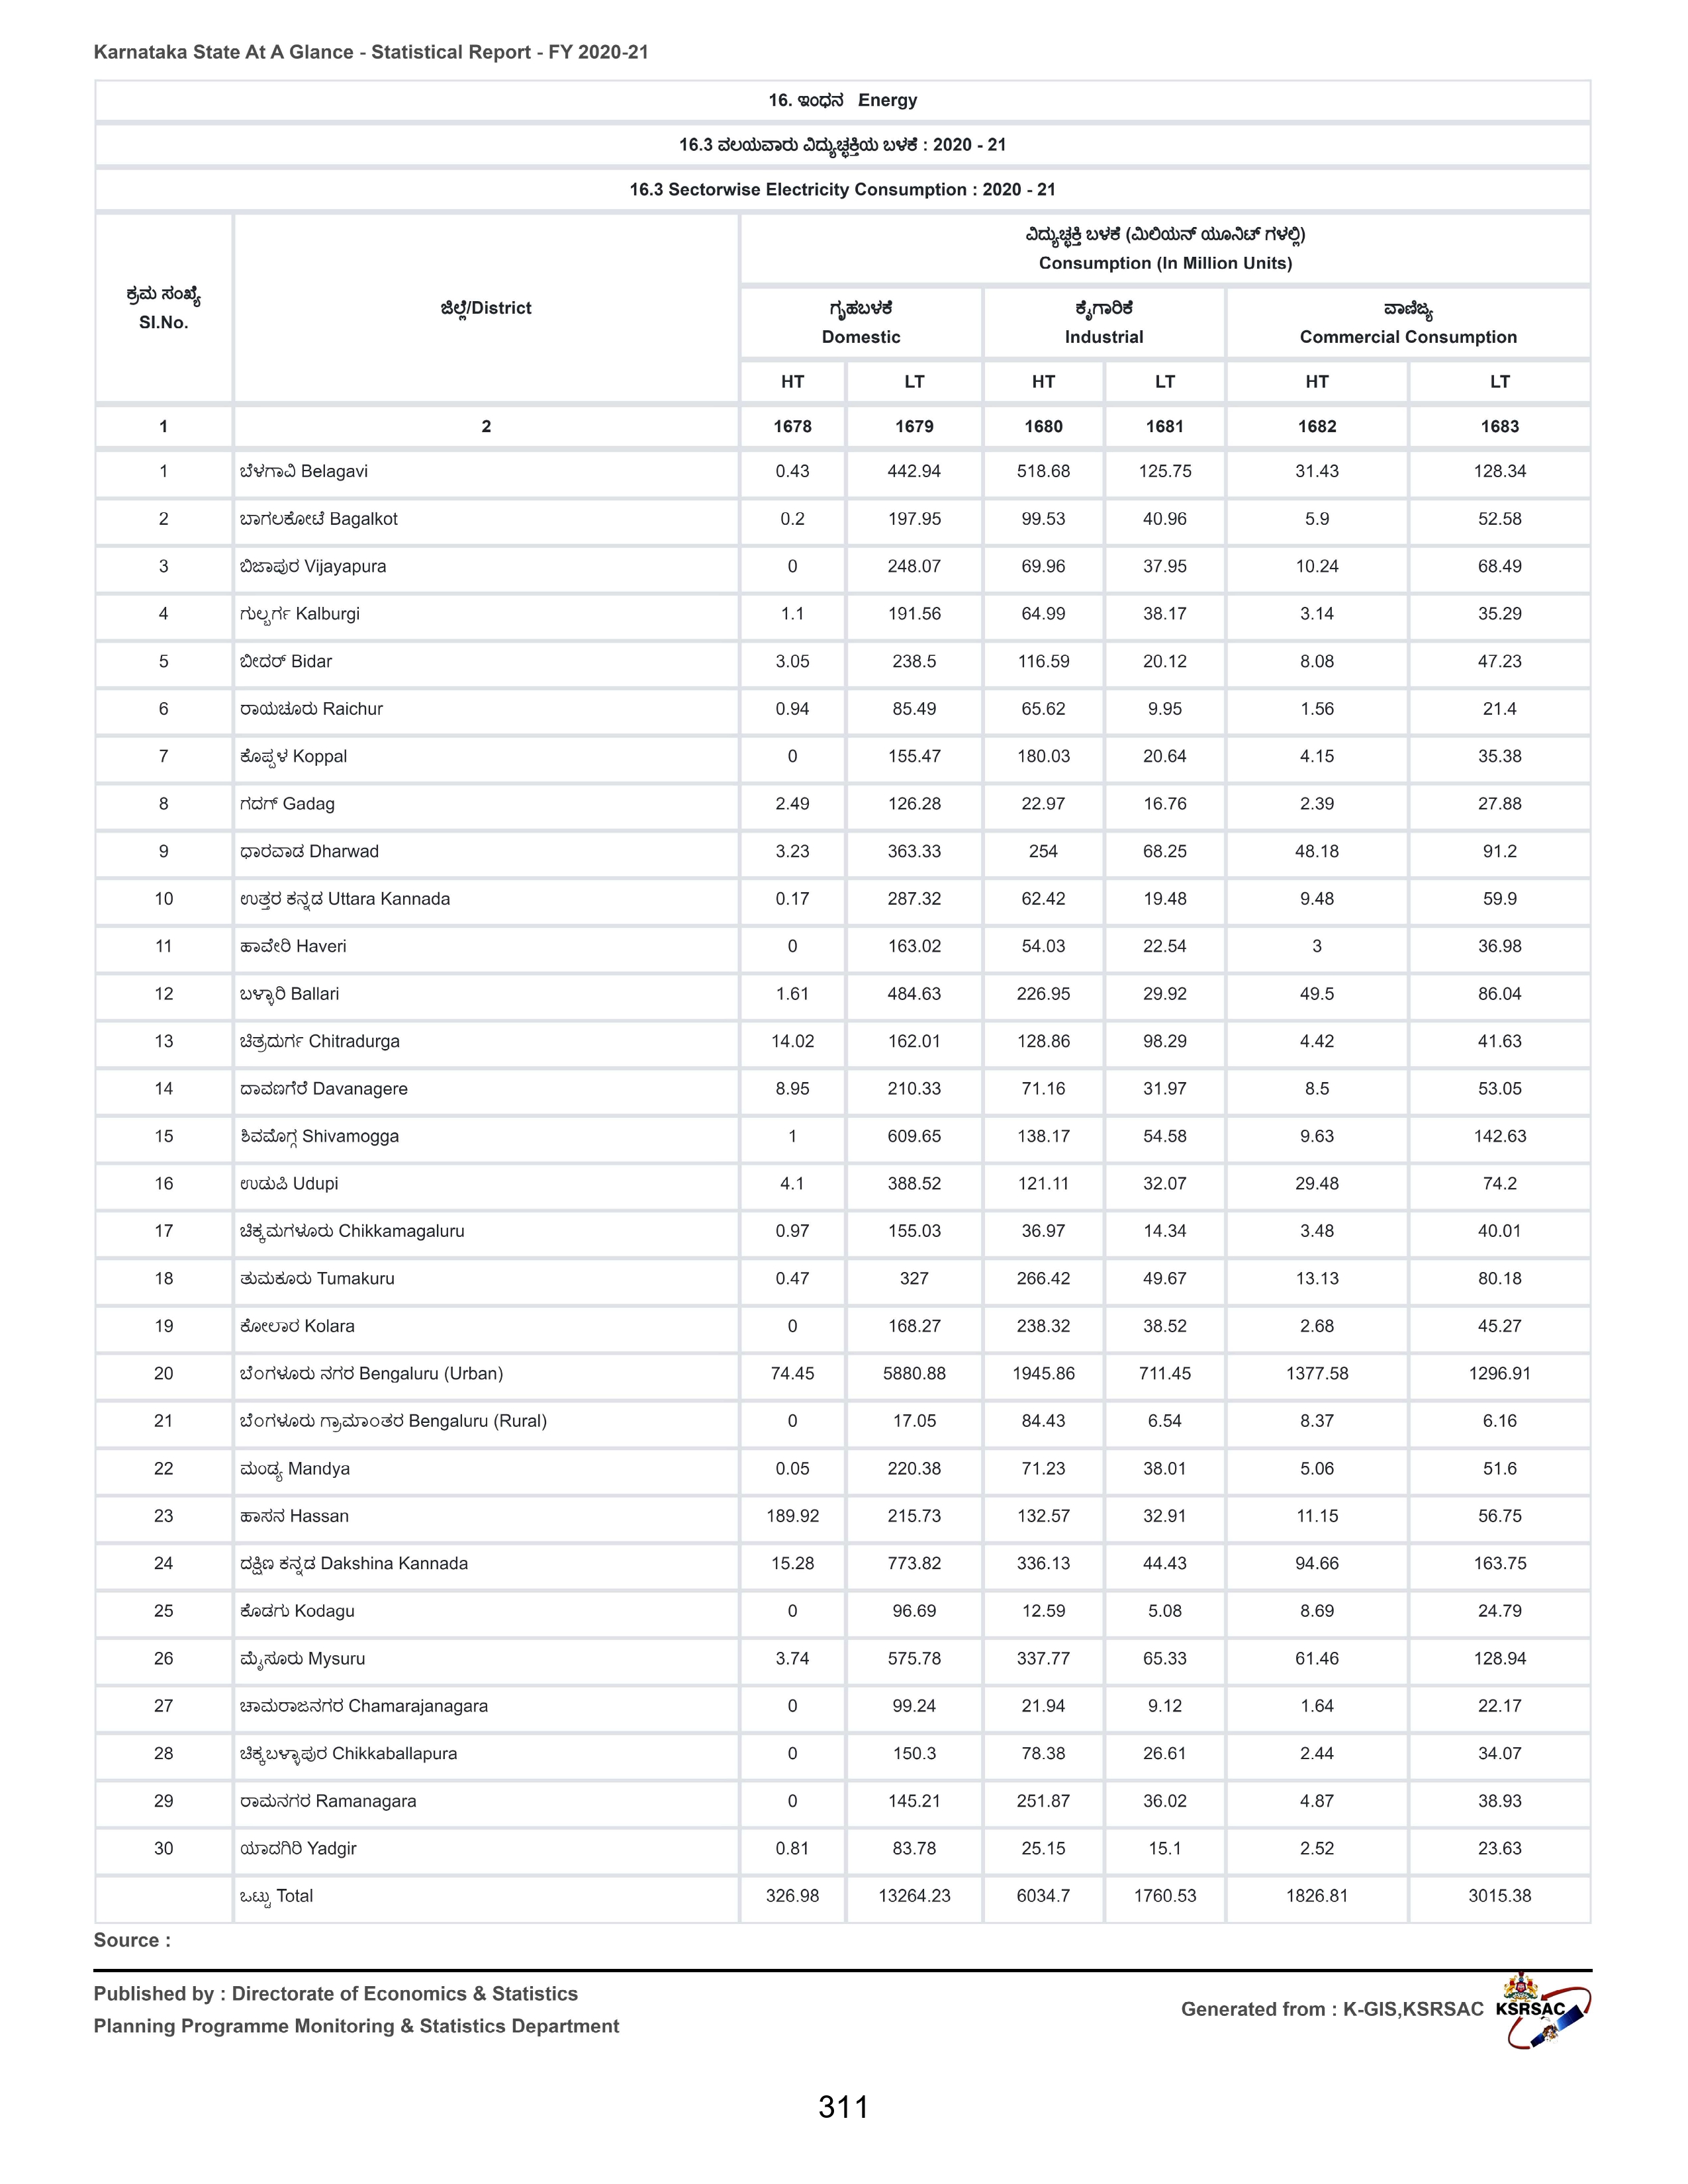 Karnataka State At A Glance - Statistical Report - FY 2020-21
16. ಇಂಧನ Energy
16.3 ವಲಯವಾರು ವಿದ್ಯುಚ್ಛಕ್ತಿಯ ಬಳಕೆ : 2020 - 21
16.3 Sectorwise Electricity Consumption : 2020 - 21
ಕ್ರಮ ಸಂಖ್ಯೆ
Sl.No.
ಜಿಲ್ಲೆ/District
ವಿದ್ಯುಚ್ಛಕ್ತಿ ಬಳಕೆ (ಮಿಲಿಯನ್ ಯೂನಿಟ್ ಗಳಲ್ಲಿ)
Consumption (In Million Units)
ಗೃಹಬಳಕೆ
Domestic
ಕೈಗಾರಿಕೆ
Industrial
ವಾಣಿಜ್ಯ
Commercial Consumption
HT LT HT LT HT LT
1 2 1678 1679 1680 1681 1682 1683
1 ಬೆಳಗಾವಿ Belagavi 0.43 442.94 518.68 125.75 31.43 128.34
2 ಬಾಗಲಕೋಟೆ Bagalkot 0.2 197.95 99.53 40.96 5.9 52.58
3 ಬಿಜಾಪುರ Vijayapura 0 248.07 69.96 37.95 10.24 68.49
4 ಗುಲ್ಬರ್ಗ Kalburgi 1.1 191.56 64.99 38.17 3.14 35.29
5 ಬೀದರ್ Bidar 3.05 238.5 116.59 20.12 8.08 47.23
6 ರಾಯಚೂರು Raichur 0.94 85.49 65.62 9.95 1.56 21.4
7 ಕೊಪ್ಪಳ Koppal 0 155.47 180.03 20.64 4.15 35.38
8 ಗದಗ್ Gadag 2.49 126.28 22.97 16.76 2.39 27.88
9 ಧಾರವಾಡ Dharwad 3.23 363.33 254 68.25 48.18 91.2
10 ಉತ್ತರ ಕನ್ನಡ Uttara Kannada 0.17 287.32 62.42 19.48 9.48 59.9
11 ಹಾವೇರಿ Haveri 0 163.02 54.03 22.54 3 36.98
12 ಬಳ್ಳಾರಿ Ballari 1.61 484.63 226.95 29.92 49.5 86.04
13 ಚಿತ್ರದುರ್ಗ Chitradurga 14.02 162.01 128.86 98.29 4.42 41.63
14 ದಾವಣಗೆರೆ Davanagere 8.95 210.33 71.16 31.97 8.5 53.05
15 ಶಿವಮೊಗ್ಗ Shivamogga 1 609.65 138.17 54.58 9.63 142.63
16 ಉಡುಪಿ Udupi 4.1 388.52 121.11 32.07 29.48 74.2
17 ಚಿಕ್ಕಮಗಳೂರು Chikkamagaluru 0.97 155.03 36.97 14.34 3.48 40.01
18 ತುಮಕೂರು Tumakuru 0.47 327 266.42 49.67 13.13 80.18
19 ಕೋಲಾರ Kolara 0 168.27 238.32 38.52 2.68 45.27
20 ಬೆಂಗಳೂರು ನಗರ Bengaluru (Urban) 74.45 5880.88 1945.86 711.45 1377.58 1296.91
21 ಬೆಂಗಳೂರು ಗ್ರಾಮಾಂತರ Bengaluru (Rural) 0 17.05 84.43 6.54 8.37 6.16
22 ಮಂಡ್ಯ Mandya 0.05 220.38 71.23 38.01 5.06 51.6
23 ಹಾಸನ Hassan 189.92 215.73 132.57 32.91 11.15 56.75
24 ದಕ್ಷಿಣ ಕನ್ನಡ Dakshina Kannada 15.28 773.82 336.13 44.43 94.66 163.75
25 ಕೊಡಗು Kodagu 0 96.69 12.59 5.08 8.69 24.79
26 ಮೈಸೂರು Mysuru 3.74 575.78 337.77 65.33 61.46 128.94
27 ಚಾಮರಾಜನಗರ Chamarajanagara 0 99.24 21.94 9.12 1.64 22.17
28 ಚಿಕ್ಕಬಳ್ಳಾಪುರ Chikkaballapura 0 150.3 78.38 26.61 2.44 34.07
29 ರಾಮನಗರ Ramanagara 0 145.21 251.87 36.02 4.87 38.93
30 ಯಾದಗಿರಿ Yadgir 0.81 83.78 25.15 15.1 2.52 23.63
ಒಟ್ಟು Total 326.98 13264.23 6034.7 1760.53 1826.81 3015.38
Source :
Published by : Directorate of Economics & Statistics
Planning Programme Monitoring & Statistics Department
Generated from : K-GIS,KSRSAC
KSRSAC
311